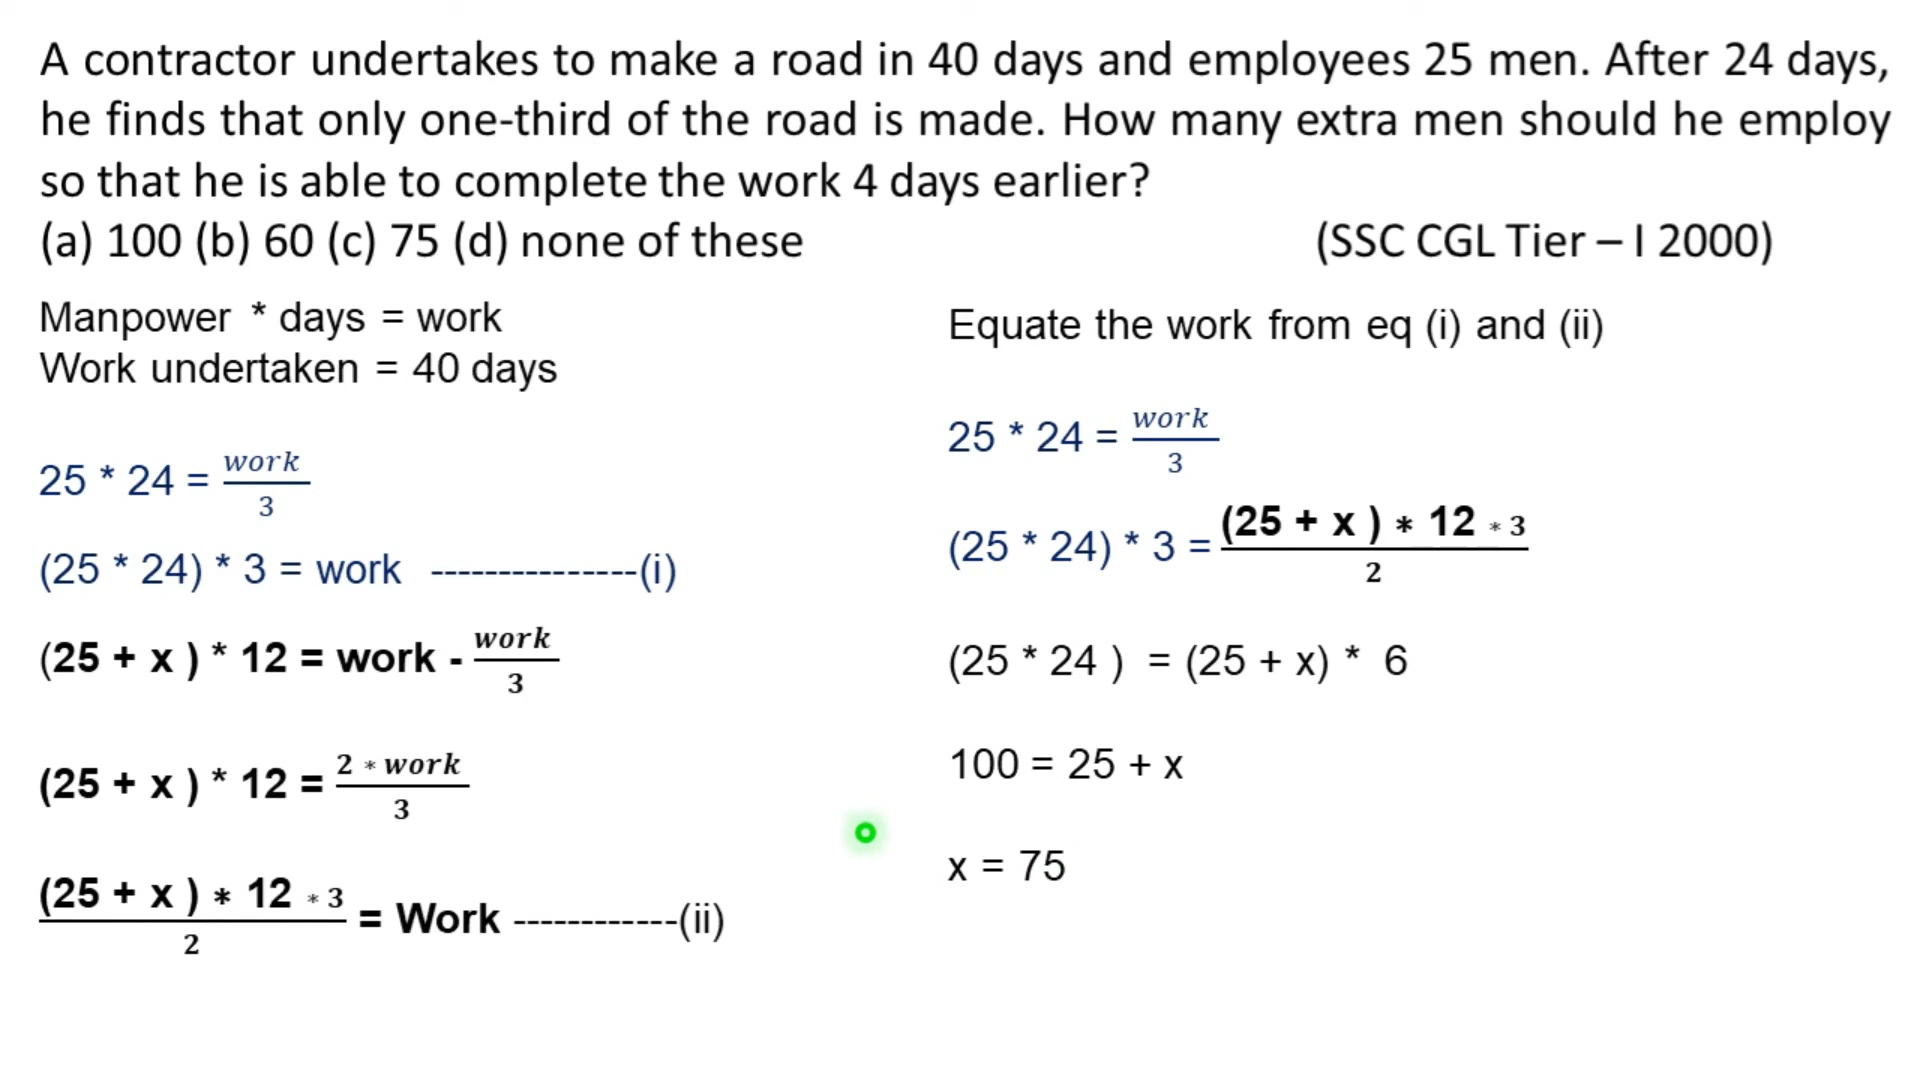 A contractor undertakes to make a road in 40 days and employees 25 men. After 24 days,
he finds that only one-third of the road is made. How many extra men should he employ
so that he is able to complete the work 4 days earlier?
(a) 100 (b) 60 (c) 75 (d) none of these (SSC CGL Tier – I 2000)
Manpower * days = work
Work undertaken = 40 days
25 * 24 = work/3
(25 * 24) * 3 = work ---------------(i)
(25 + x ) * 12 = work - work/3
(25 + x ) * 12 = 2 * work/3
(25 + x ) * 12 * 3/2 = Work ------------(ii)
Equate the work from eq (i) and (ii)
25 * 24 = work/3
(25 * 24) * 3 = (25 + x ) * 12 * 3/2
(25 * 24 ) = (25 + x) * 6
100 = 25 + x
x = 75